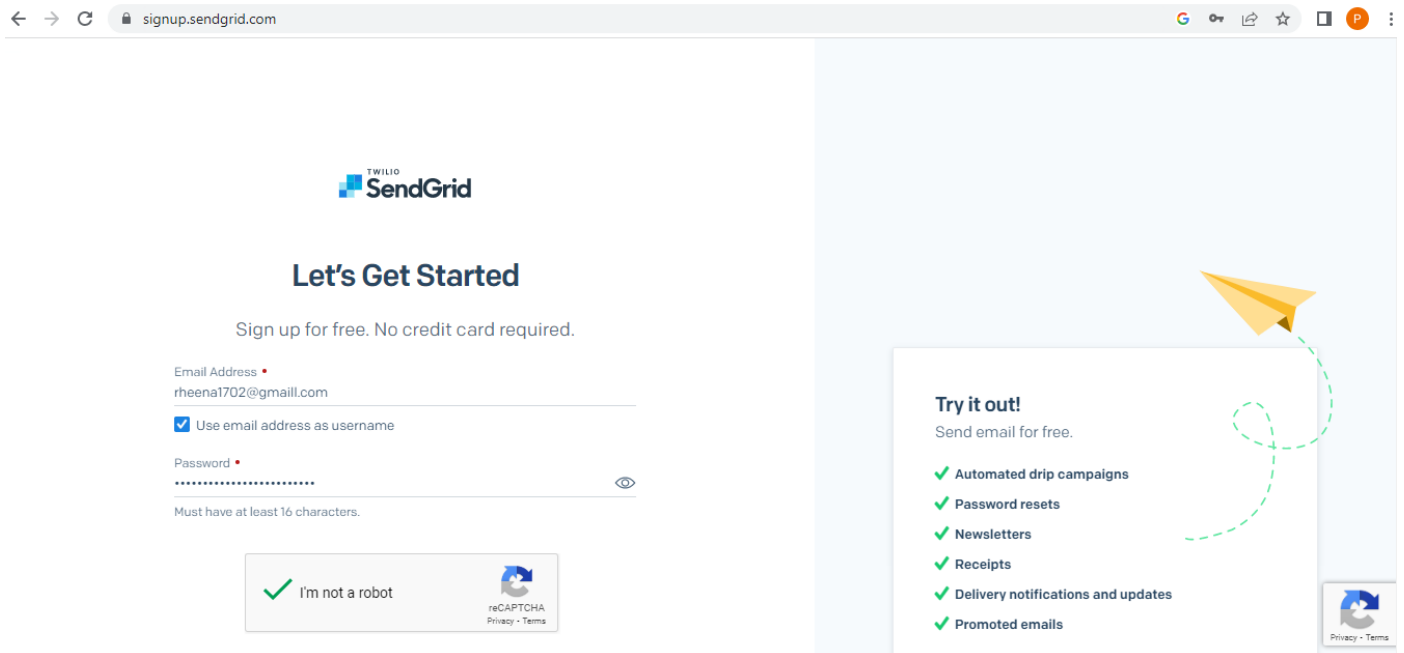 signup.sendgrid.com
P
TWILIO
SendGrid
Let's Get Started
Sign up for free. No credit card required.
Email Address •
rheena1702@gmaill.com
Use email address as username
Password •
•••••••••••••••••••••••••
Must have at least 16 characters.
I'm not a robot
reCAPTCHA
Privacy - Terms
Try it out!
Send email for free.
Automated drip campaigns
Password resets
Newsletters
Receipts
Delivery notifications and updates
Promoted emails
Privacy - Terms